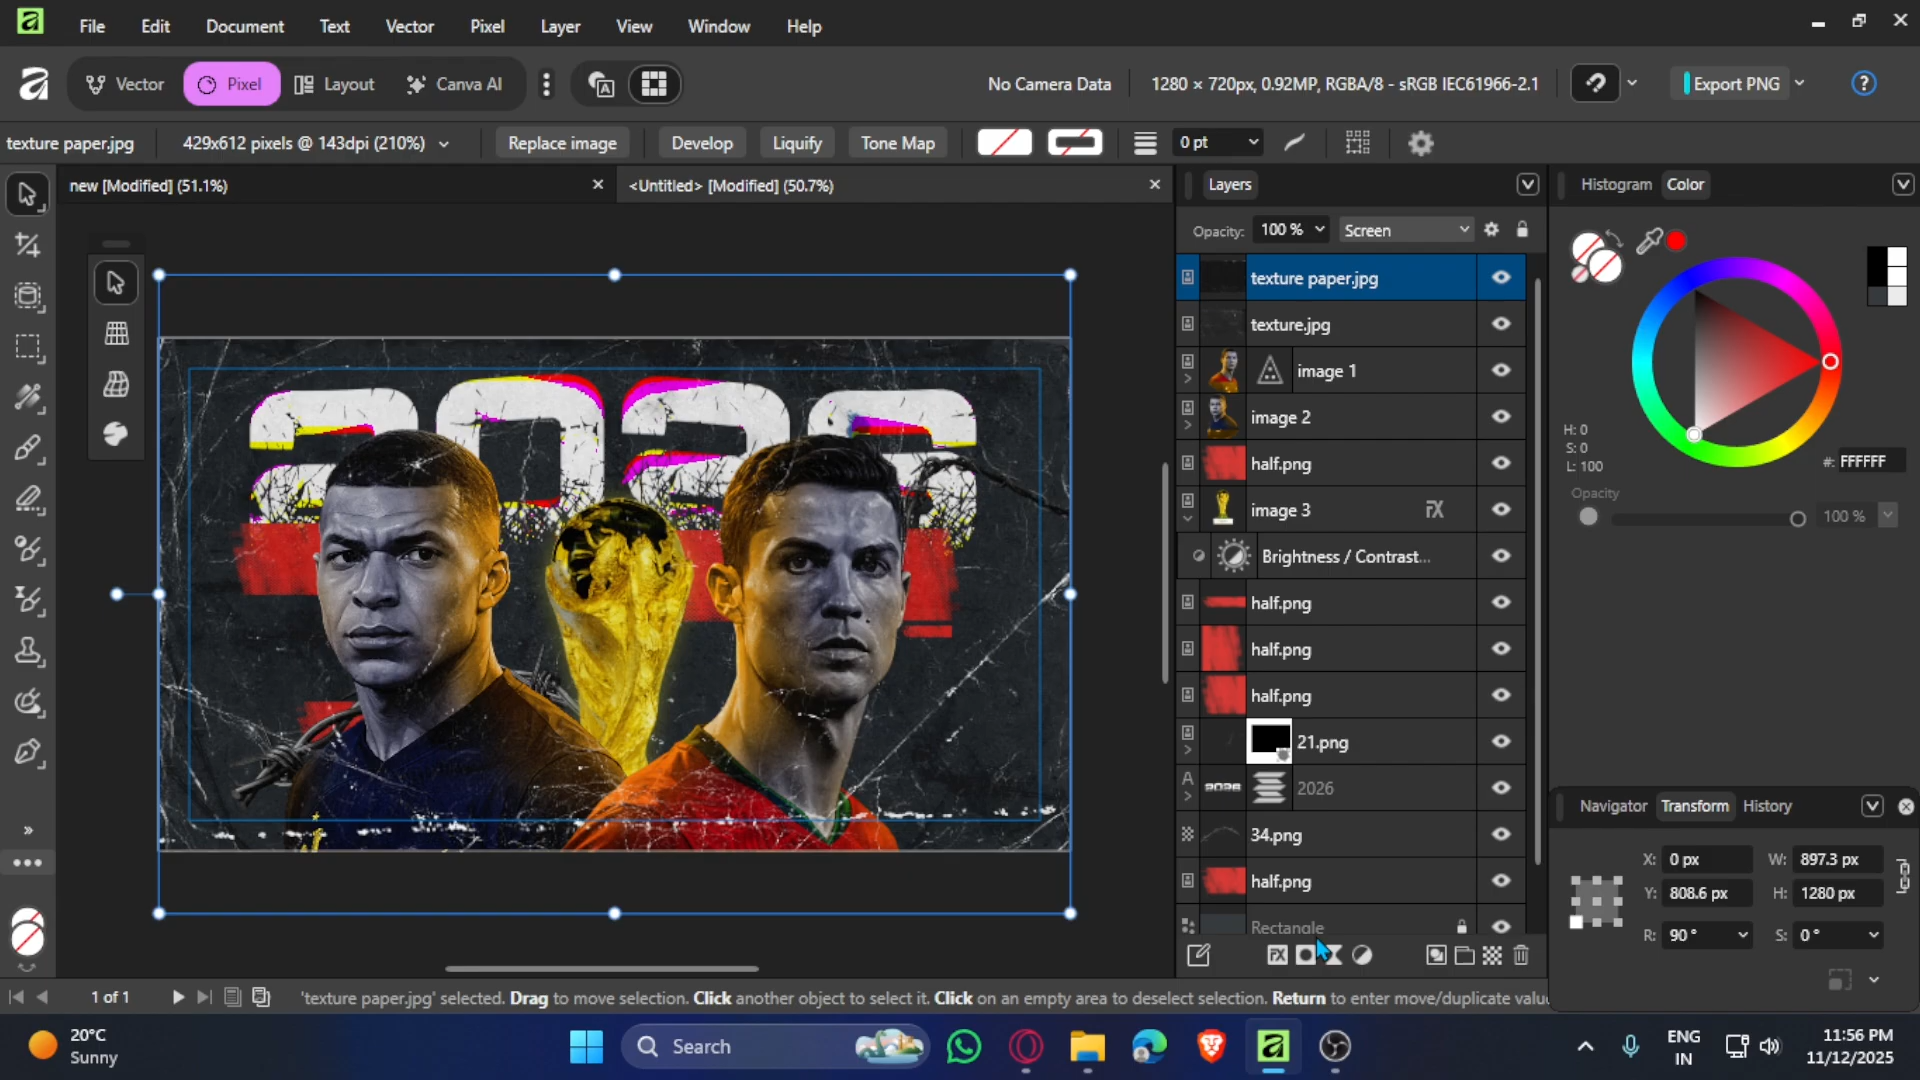 File Edit Document Text Vector Pixel Layer View Window Help
Vector Pixel Layout Canva AI No Camera Data 1280 × 720px, 0.92MP, RGBA/8 - sRGB IEC61966-2.1 Export PNG ?
texture paper.jpg 429x612 pixels @ 143dpi (210%) Replace image Develop Liquify Tone Map 0 pt
new [Modified] (51.1%) <Untitled> [Modified] (50.7%)
2026
Layers
Opacity: 100 % Screen
texture paper.jpg
texture.jpg
image 1
image 2
half.png
image 3 FX
Brightness / Contrast...
half.png
half.png
half.png
21.png
A 2026 2026
34.png
half.png
Rectangle
FX
Histogram Color
H: 0
S: 0
L: 100
#: FFFFFF
Opacity
100 %
Navigator Transform History
X: 0 px W: 897.3 px
Y: 808.6 px H: 1280 px
R: 90 ° S: 0 °
1 of 1 'texture paper.jpg' selected. Drag to move selection. Click another object to select it. Click on an empty area to deselect selection. Return to enter move/duplicate valu
20°C
Sunny
Search
ENG
IN
11:56 PM
11/12/2025